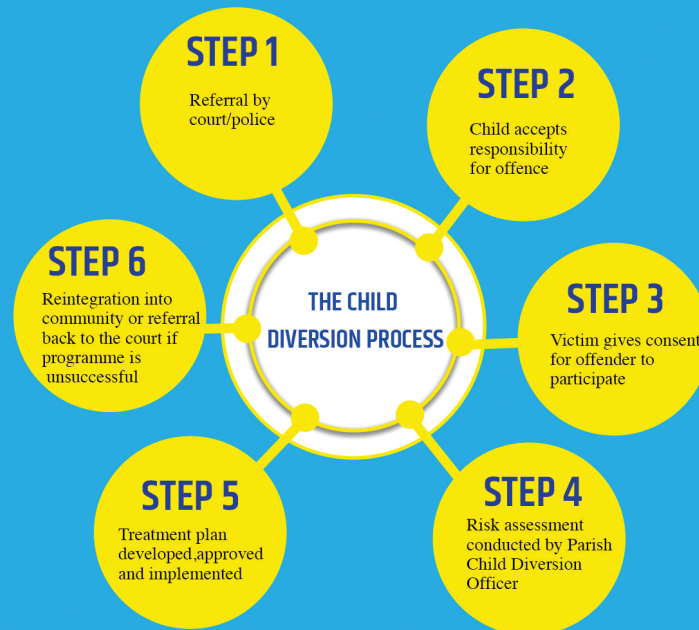 STEP 1
Referral by
court/police
STEP 2
Child accepts
responsibility
for offence
STEP 3
Victim gives consent
for offender to
participate
STEP 4
Risk assessment
conducted by Parish
Child Diversion
Officer
STEP 5
Treatment plan
developed,approved
and implemented
STEP 6
Reintegration into
community or referral
back to the court if
programme is
unsuccessful
THE CHILD
DIVERSION PROCESS